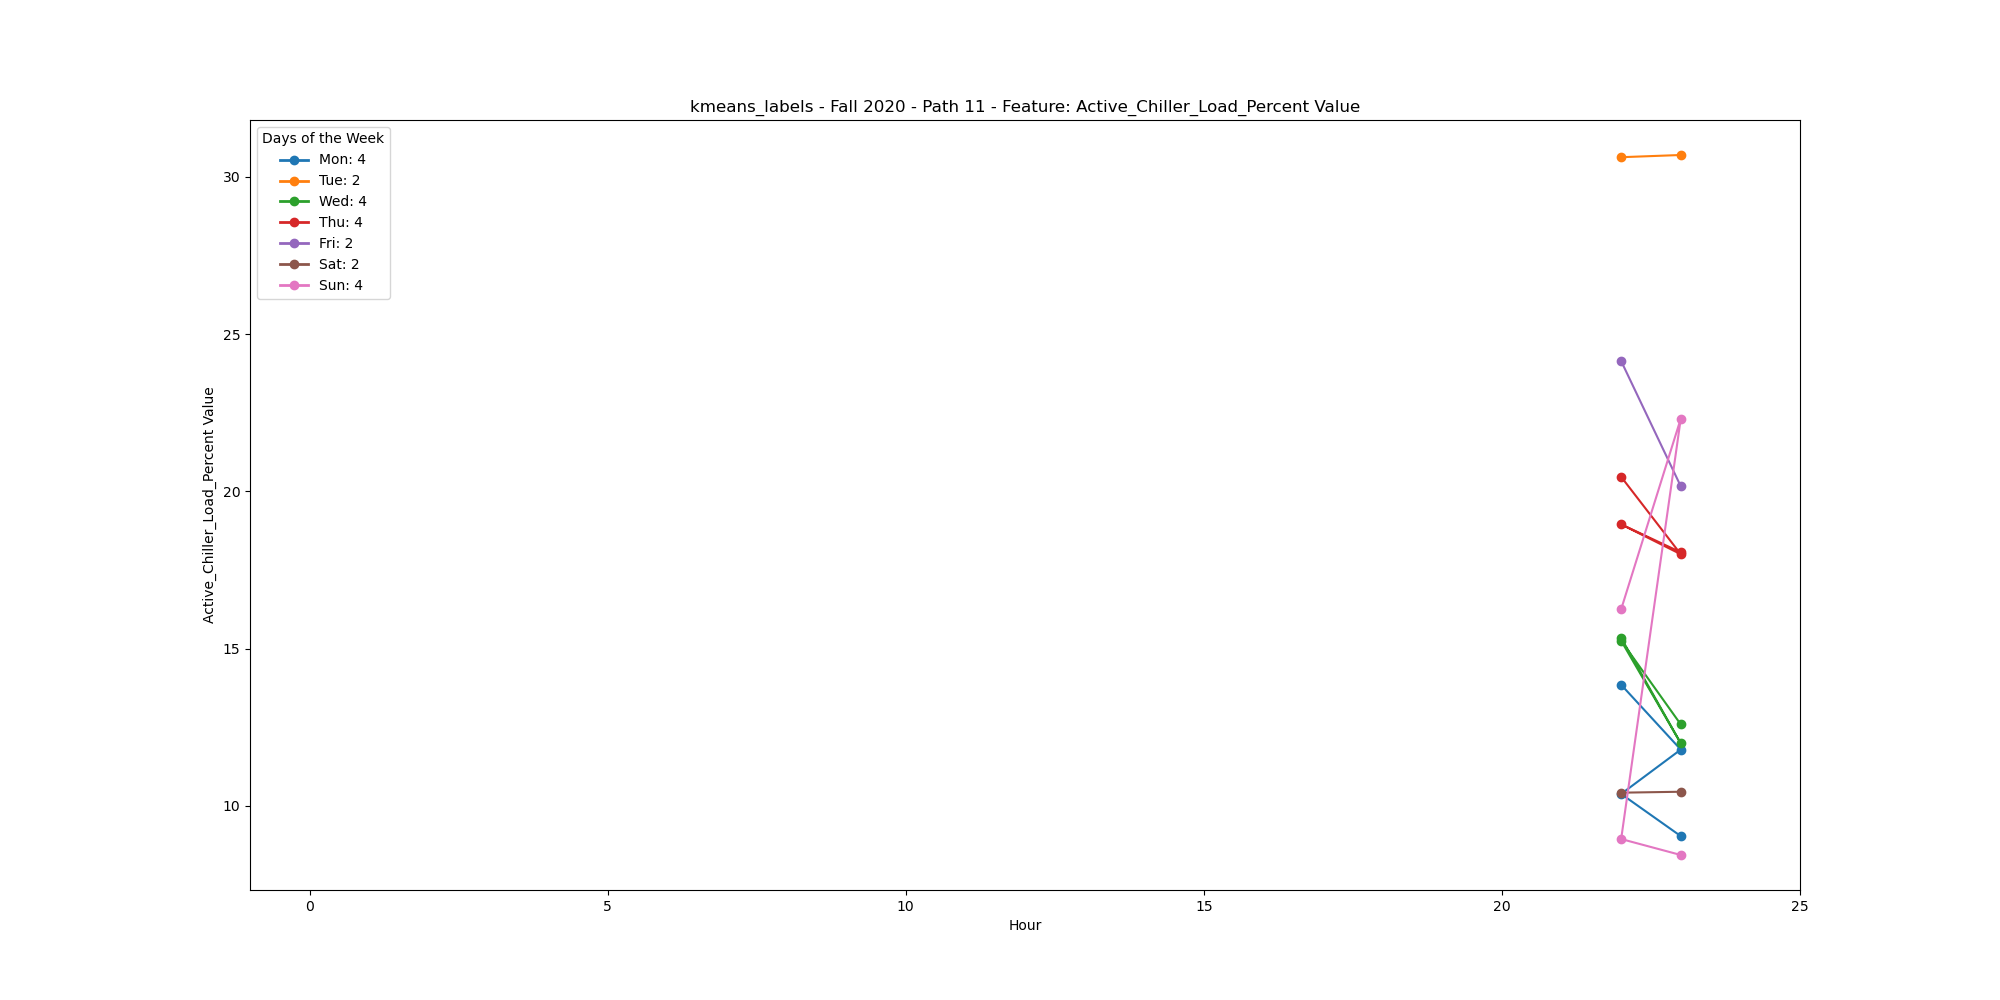 kmeans_labels - Fall 2020 - Path 11 - Feature: Active_Chiller_Load_Percent Value
Days of the Week
Mon: 4
Tue: 2
Wed: 4
Thu: 4
Fri: 2
Sat: 2
Sun: 4
Active_Chiller_Load_Percent Value
30
25
20
15
10
0
5
10
15
20
25
Hour